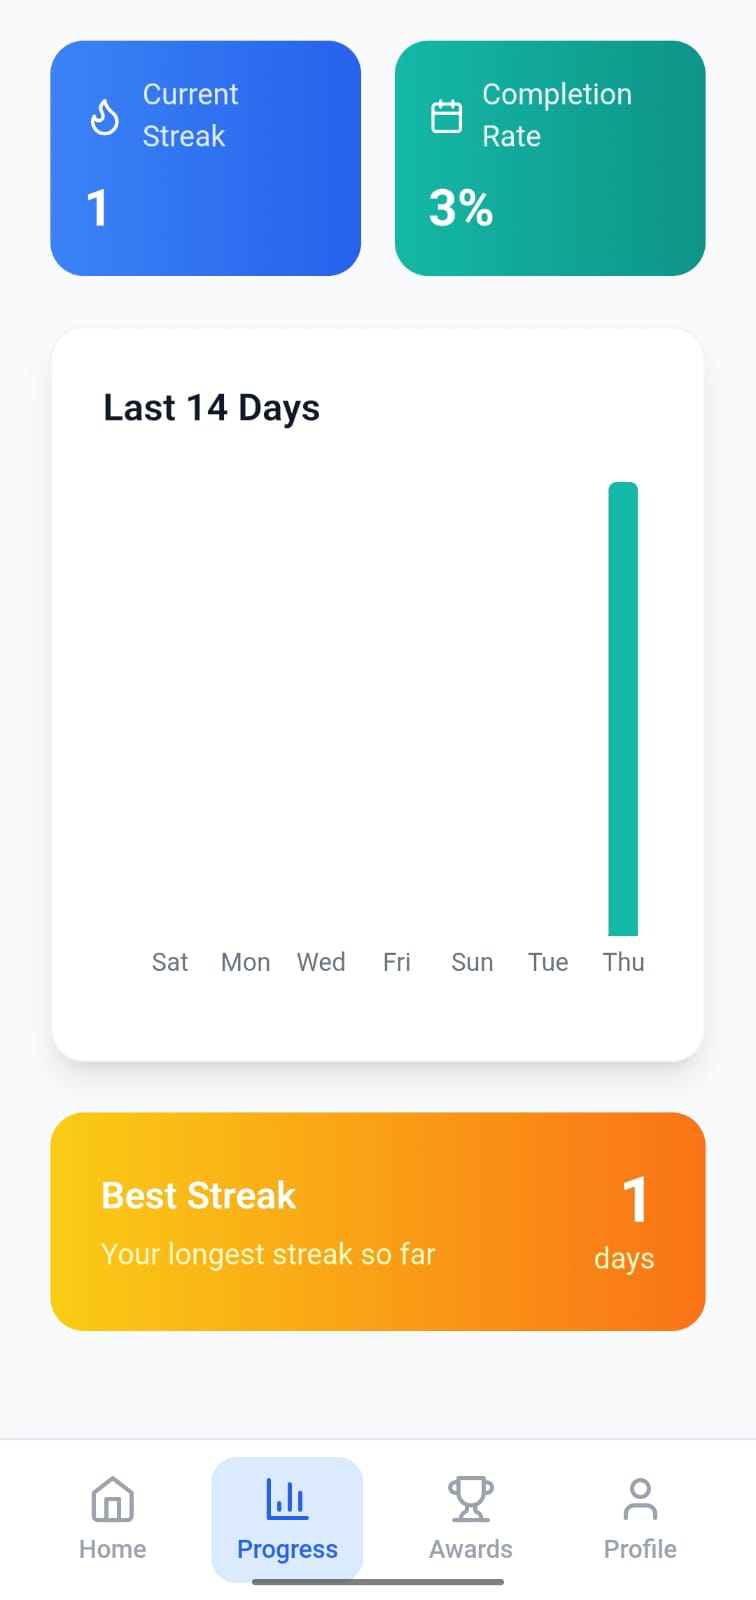 Current
Streak
1
Completion
Rate
3%
Last 14 Days
Sat Mon Wed Fri Sun Tue Thu
Best Streak
Your longest streak so far
1
days
Home Progress Awards Profile